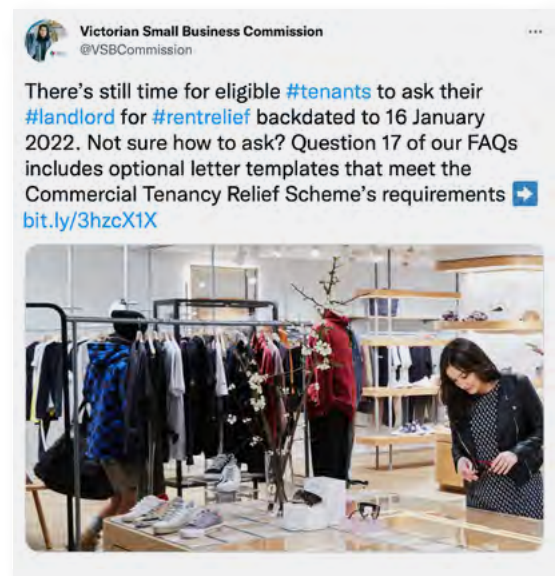 Victorian Small Business Commission
@VSBCommission
There's still time for eligible #tenants to ask their
#landlord for #rentrelief backdated to 16 January
2022. Not sure how to ask? Question 17 of our FAQs
includes optional letter templates that meet the
Commercial Tenancy Relief Scheme's requirements ➡️
bit.ly/3hzcX1X